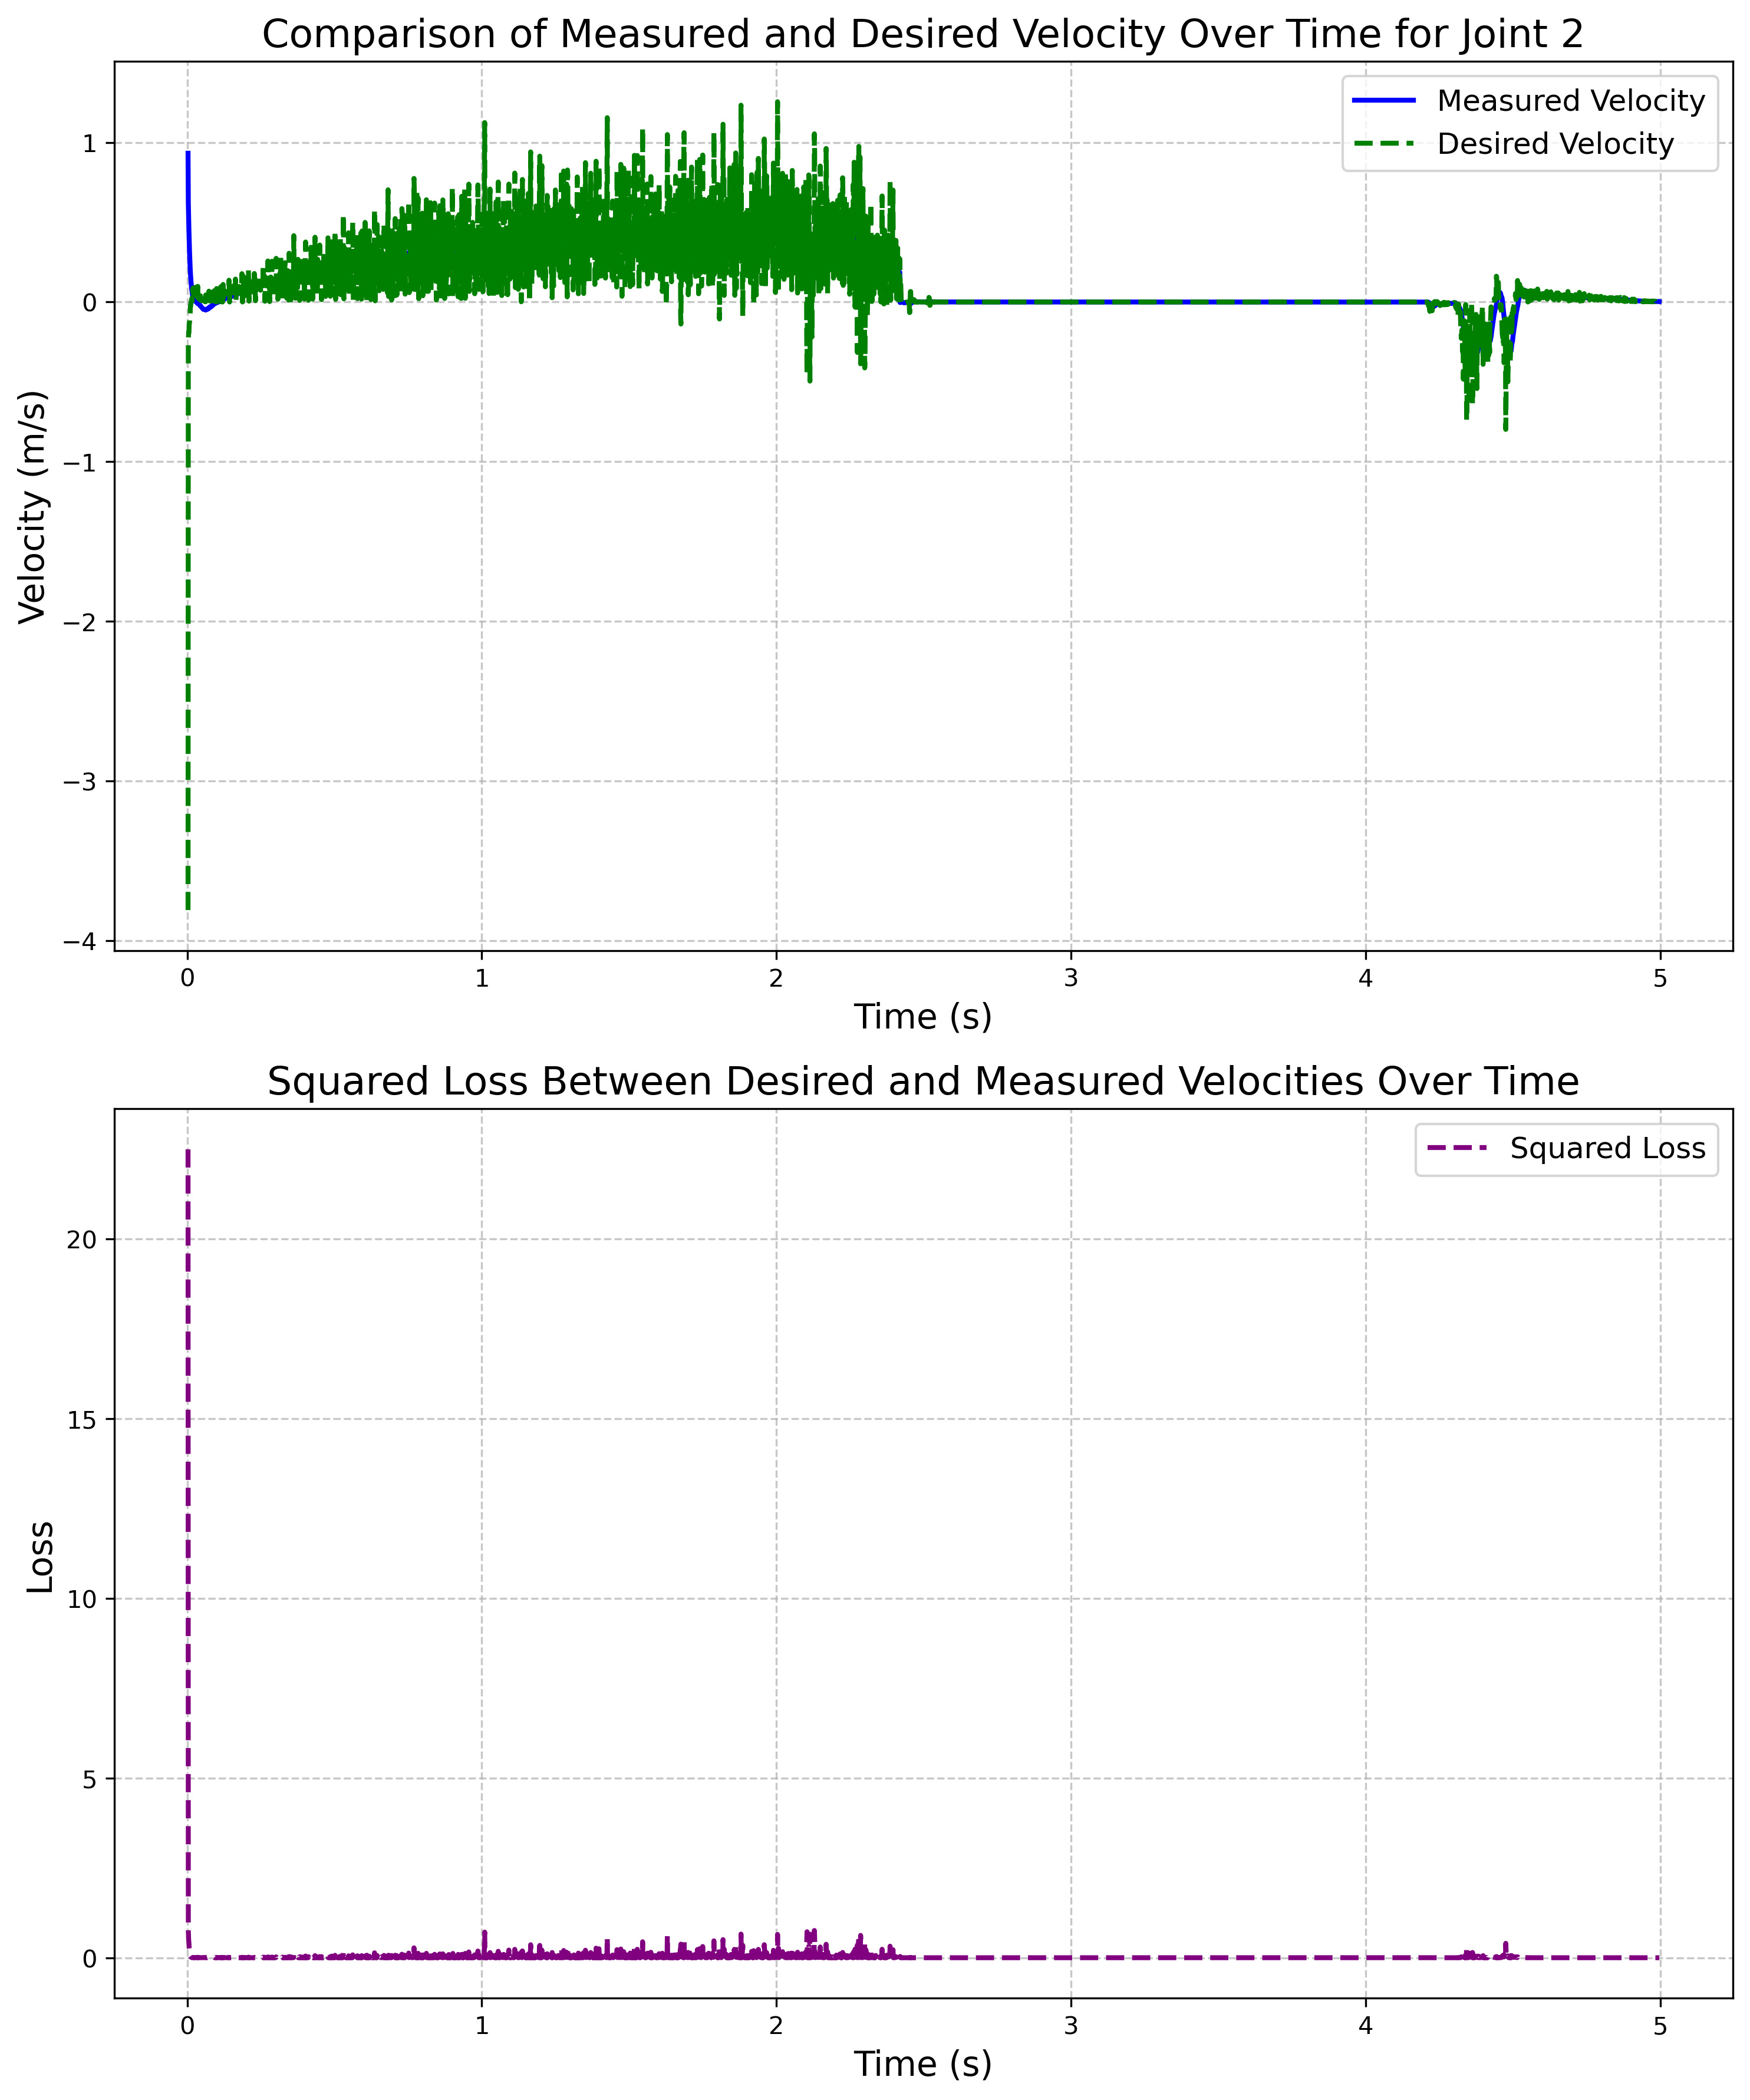 Comparison of Measured and Desired Velocity Over Time for Joint 2
Measured Velocity
Desired Velocity
Velocity (m/s)
1
0
−1
−2
−3
−4
0 1 2 3 4 5
Time (s)
Squared Loss Between Desired and Measured Velocities Over Time
Squared Loss
Loss
20
15
10
5
0
0 1 2 3 4 5
Time (s)